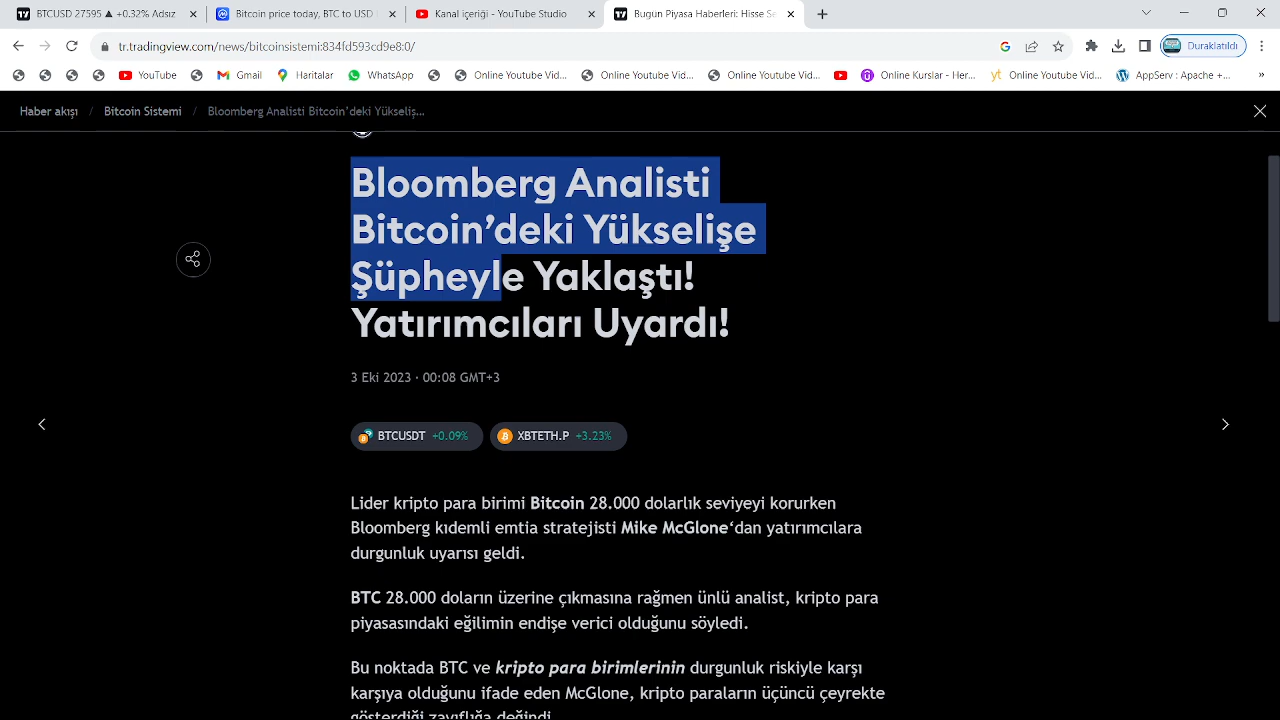 BTCUSD 27595 ▲ +0.32% Adsız
Bitcoin price today, BTC to USD
Kanal içeriği - YouTube Studio
Bugün Piyasa Haberleri: Hisse Se
tr.tradingview.com/news/bitcoinsistemi:834fd593cd9e8:0/
Duraklatıldı
YouTube
Gmail
Haritalar
WhatsApp
Online Youtube Vid...
Online Youtube Vid...
Online Youtube Vid...
Online Kurslar - Her...
Online Youtube Vid...
AppServ : Apache +...
Haber akışı / Bitcoin Sistemi / Bloomberg Analisti Bitcoin’deki Yükseliş...
Bloomberg Analisti
Bitcoin’deki Yükselişe
Şüpheyle Yaklaştı!
Yatırımcıları Uyardı!
3 Eki 2023 · 00:08 GMT+3
BTCUSDT +0.09% XBTETH.P +3.23%
Lider kripto para birimi Bitcoin 28.000 dolarlık seviyeyi korurken
Bloomberg kıdemli emtia stratejisti Mike McGlone‘dan yatırımcılara
durgunluk uyarısı geldi.
BTC 28.000 doların üzerine çıkmasına rağmen ünlü analist, kripto para
piyasasındaki eğilimin endişe verici olduğunu söyledi.
Bu noktada BTC ve kripto para birimlerinin durgunluk riskiyle karşı
karşıya olduğunu ifade eden McGlone, kripto paraların üçüncü çeyrekte
gösterdiği zayıflığa değindi.